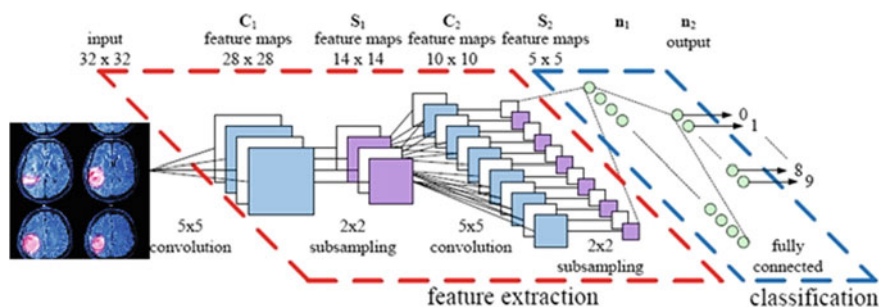 C1 S1 C2 S2 n1 n2
input feature maps feature maps feature maps feature maps output
32 x 32 28 x 28 14 x 14 10 x 10 5 x 5
0
1
8
9
5x5 convolution
2x2 subsampling
5x5 convolution
2x2 subsampling
fully connected
feature extraction
classification